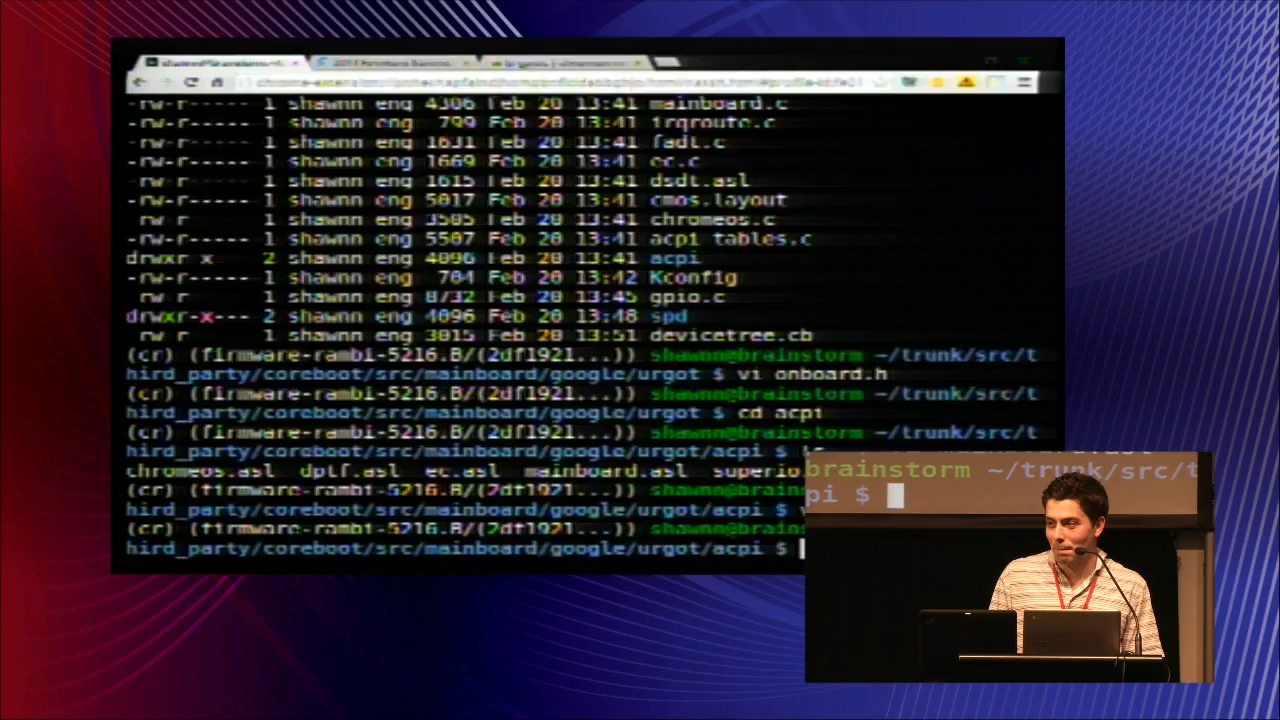 -rw-r----- 1 shawnn eng 4306 Feb 20 13:41 mainboard.c
-rw-r----- 1 shawnn eng 799 Feb 20 13:41 irqroute.c
-rw-r----- 1 shawnn eng 1631 Feb 20 13:41 fadt.c
-rw-r----- 1 shawnn eng 1669 Feb 20 13:41 ec.c
-rw-r----- 1 shawnn eng 1615 Feb 20 13:41 dsdt.asl
-rw-r----- 1 shawnn eng 5017 Feb 20 13:41 cmos.layout
-rw-r----- 1 shawnn eng 3505 Feb 20 13:41 chromeos.c
-rw-r----- 1 shawnn eng 5507 Feb 20 13:41 acpi_tables.c
drwxr-x--- 2 shawnn eng 4096 Feb 20 13:41 acpi
-rw-r----- 1 shawnn eng 704 Feb 20 13:42 Kconfig
-rw-r----- 1 shawnn eng 8732 Feb 20 13:45 gpio.c
drwxr-x--- 2 shawnn eng 4096 Feb 20 13:48 spd
-rw-r----- 1 shawnn eng 3015 Feb 20 13:51 devicetree.cb
(cr) (firmware-rambi-5216.B/(2df1921...)) shawnn@brainstorm ~/trunk/src/t
hird_party/coreboot/src/mainboard/google/urgot $ vi onboard.h
(cr) (firmware-rambi-5216.B/(2df1921...)) shawnn@brainstorm ~/trunk/src/t
hird_party/coreboot/src/mainboard/google/urgot $ cd acpi
(cr) (firmware-rambi-5216.B/(2df1921...)) shawnn@brainstorm ~/trunk/src/t
hird_party/coreboot/src/mainboard/google/urgot/acpi $
chromeos.asl dptf.asl ec.asl mainboard.asl superio.
(cr) (firmware-rambi-5216.B/(2df1921...)) shawnn@brains
hird_party/coreboot/src/mainboard/google/urgot/acpi $
(cr) (firmware-rambi-5216.B/(2df1921...)) shawnn@brains
hird_party/coreboot/src/mainboard/google/urgot/acpi $
brainstorm ~/trunk/src/t
pi $